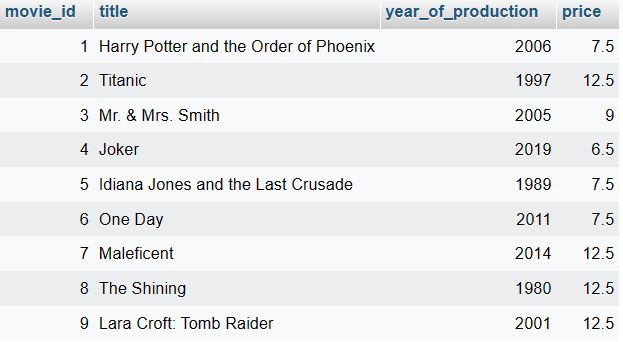 movie_id title year_of_production price
1 Harry Potter and the Order of Phoenix 2006 7.5
2 Titanic 1997 12.5
3 Mr. & Mrs. Smith 2005 9
4 Joker 2019 6.5
5 Idiana Jones and the Last Crusade 1989 7.5
6 One Day 2011 7.5
7 Maleficent 2014 12.5
8 The Shining 1980 12.5
9 Lara Croft: Tomb Raider 2001 12.5